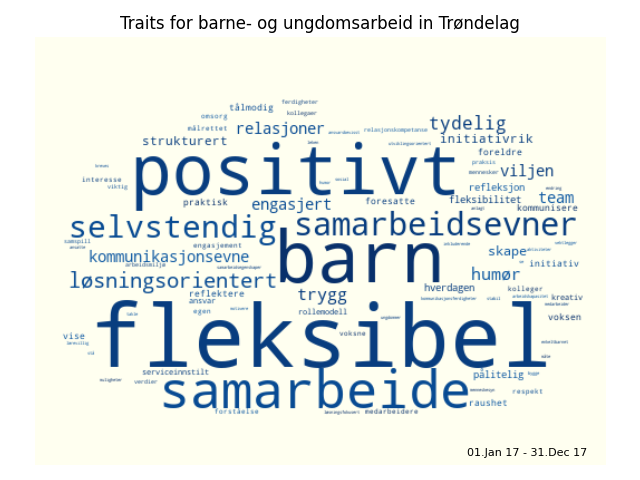 Traits for barne- og ungdomsarbeid in Trøndelag
ferdigheter
tålmodig
omsorg
kollegaer
tydelig
målrettet
relasjoner
relasjonskompetanse
strukturert
initiativrik
foreldre
positivt
praksis
viljen
mennesker
interesse
viktig
refleksjon
praktisk
engasjert
foresatte
fleksibilitet
team
kommunisere
selvstendig
samarbeidsevner
samspill
engasjement
barn
skape
kommunikasjonsevne
arbeidsmiljø
initiativ
løsningsorientert
humør
reflektere
trygg
hverdagen
kolleger
kreativ
ansvar
egen
rollemodell
voksen
fleksibel
vise
voksne
serviceinnstilt
verdier
samarbeide
pålitelig
respekt
raushet
forståelse
medarbeidere
01.Jan 17 - 31.Dec 17